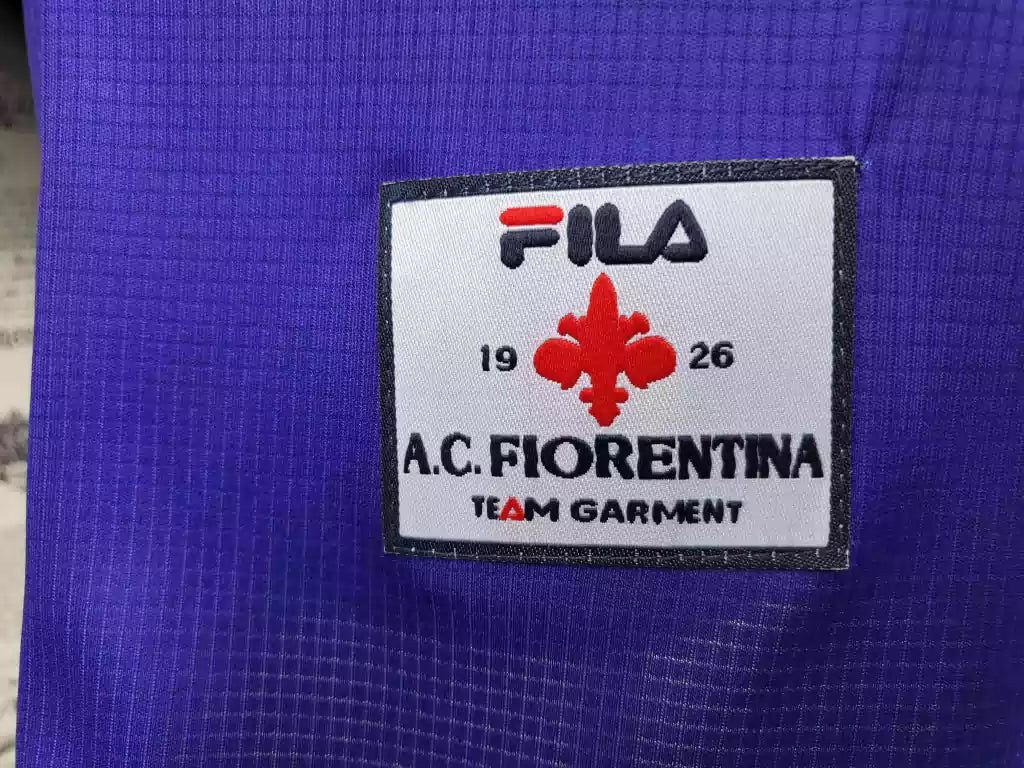 FILA
19 26
A.C. FIORENTINA
TEAM GARMENT